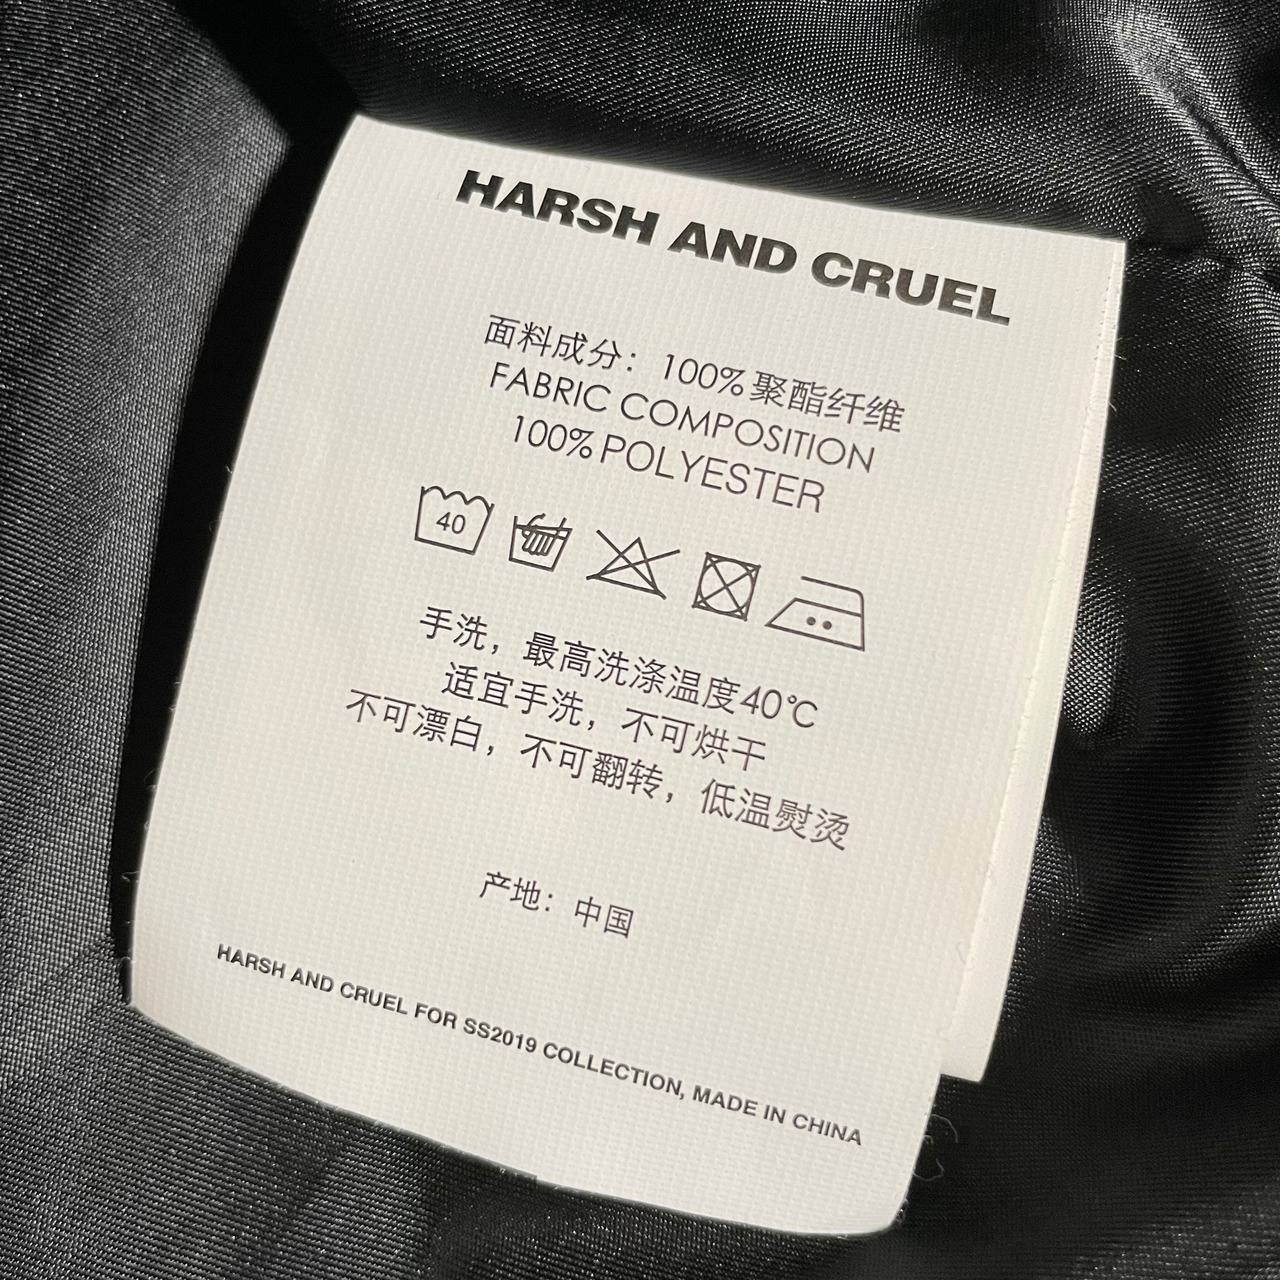 HARSH AND CRUEL
面料成分：100%聚酯纤维
FABRIC COMPOSITION
100%POLYESTER
40
手洗，最高洗涤温度40℃
适宜手洗，不可烘干
不可漂白，不可翻转，低温熨烫
产地：中国
HARSH AND CRUEL FOR SS2019 COLLECTION, MADE IN CHINA